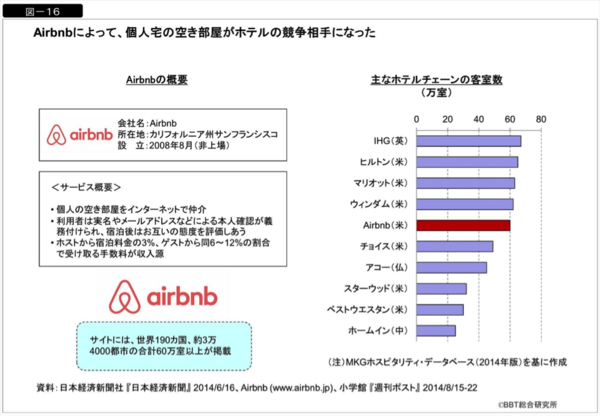 図－16
Airbnbによって、個人宅の空き部屋がホテルの競争相手になった
Airbnbの概要
airbnb
会社名：Airbnb
所在地：カリフォルニア州サンフランシスコ
設　立：2008年8月（非上場）
＜サービス概要＞
• 個人の空き部屋をインターネットで仲介
• 利用者は実名やメールアドレスなどによる本人確認が義
務付けられ、宿泊後はお互いの態度を評価しあう
• ホストから宿泊料金の3%、ゲストから同6～12%の割合
で受け取る手数料が収入源
airbnb
サイトには、世界190カ国、約3万
4000都市の合計60万室以上が掲載
主なホテルチェーンの客室数
（万室）
0 20 40 60 80
IHG（英）
ヒルトン（米）
マリオット（米）
ウィンダム（米）
Airbnb（米）
チョイス（米）
アコー（仏）
スターウッド（米）
ベストウエスタン（米）
ホームイン（中）
（注）MKGホスピタリティ・データベース（2014年版）を基に作成
資料：日本経済新聞社『日本経済新聞』2014/6/16、Airbnb (www.airbnb.jp)、小学館『週刊ポスト』2014/8/15-22
©BBT総合研究所